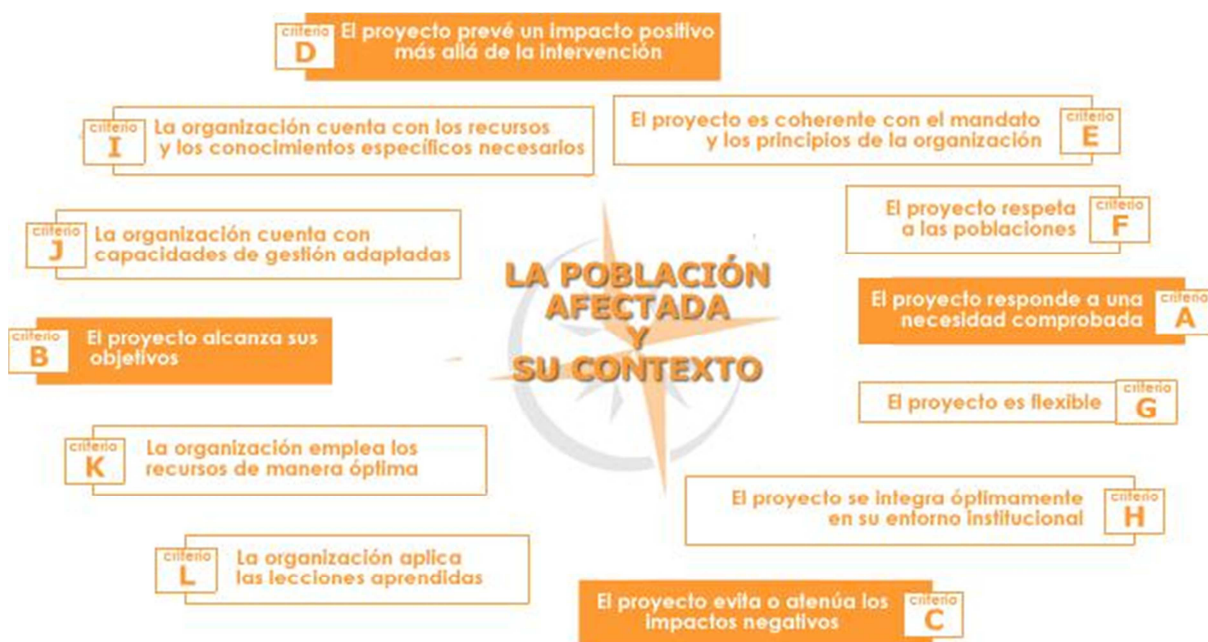 criterio
D
El proyecto prevé un impacto positivo
más allá de la intervención
criterio
I
La organización cuenta con los recursos
y los conocimientos específicos necesarios
El proyecto es coherente con el mandato
y los principios de la organización
criterio
E
criterio
J
La organización cuenta con
capacidades de gestión adaptadas
El proyecto respeta
a las poblaciones
criterio
F
LA POBLACIÓN
AFECTADA
Y
SU CONTEXTO
El proyecto responde a una
necesidad comprobada
criterio
A
criterio
B
El proyecto alcanza sus
objetivos
El proyecto es flexible
criterio
G
criterio
K
La organización emplea los
recursos de manera óptima
El proyecto se integra óptimamente
en su entorno institucional
criterio
H
criterio
L
La organización aplica
las lecciones aprendidas
El proyecto evita o atenúa los
impactos negativos
criterio
C